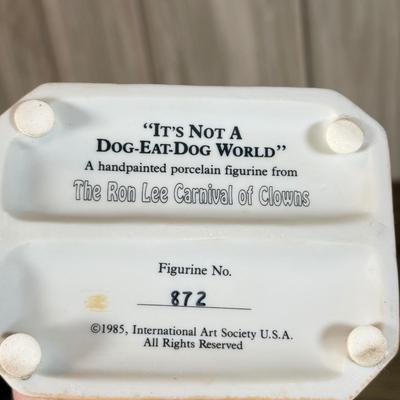 "IT'S NOT A
DOG-EAT-DOG WORLD"
A handpainted porcelain figurine from
The Ron Lee Carnival of Clowns
Figurine No.
872
©1985, International Art Society U.S.A.
All Rights Reserved